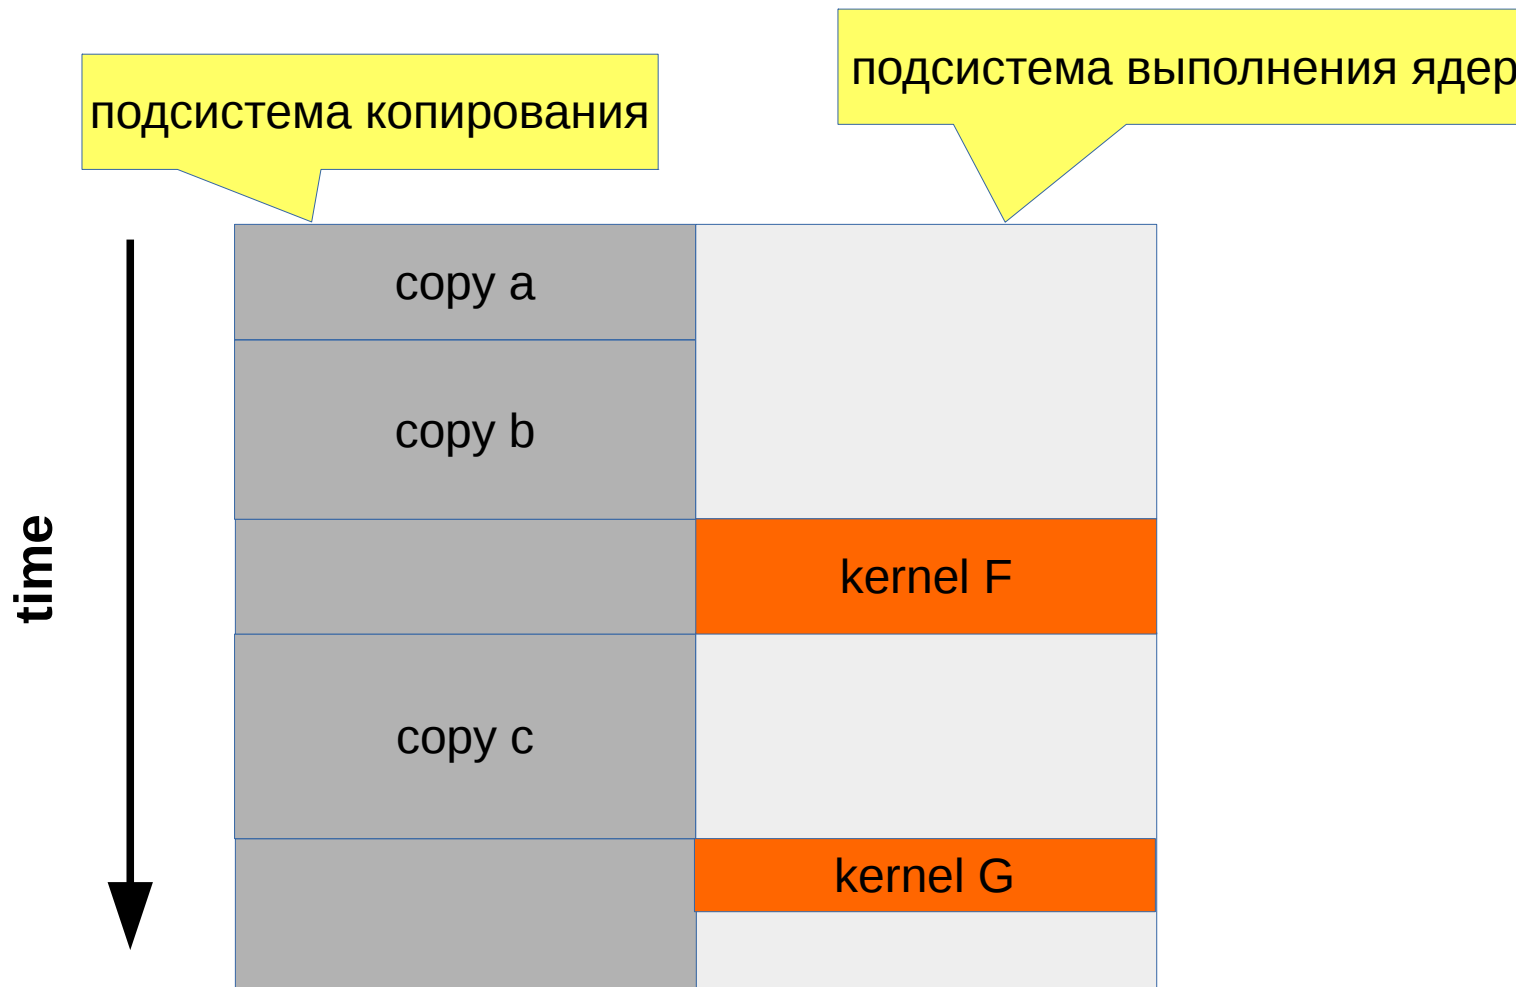 подсистема копирования
подсистема выполнения ядер
copy a
copy b
kernel F
copy c
kernel G
time